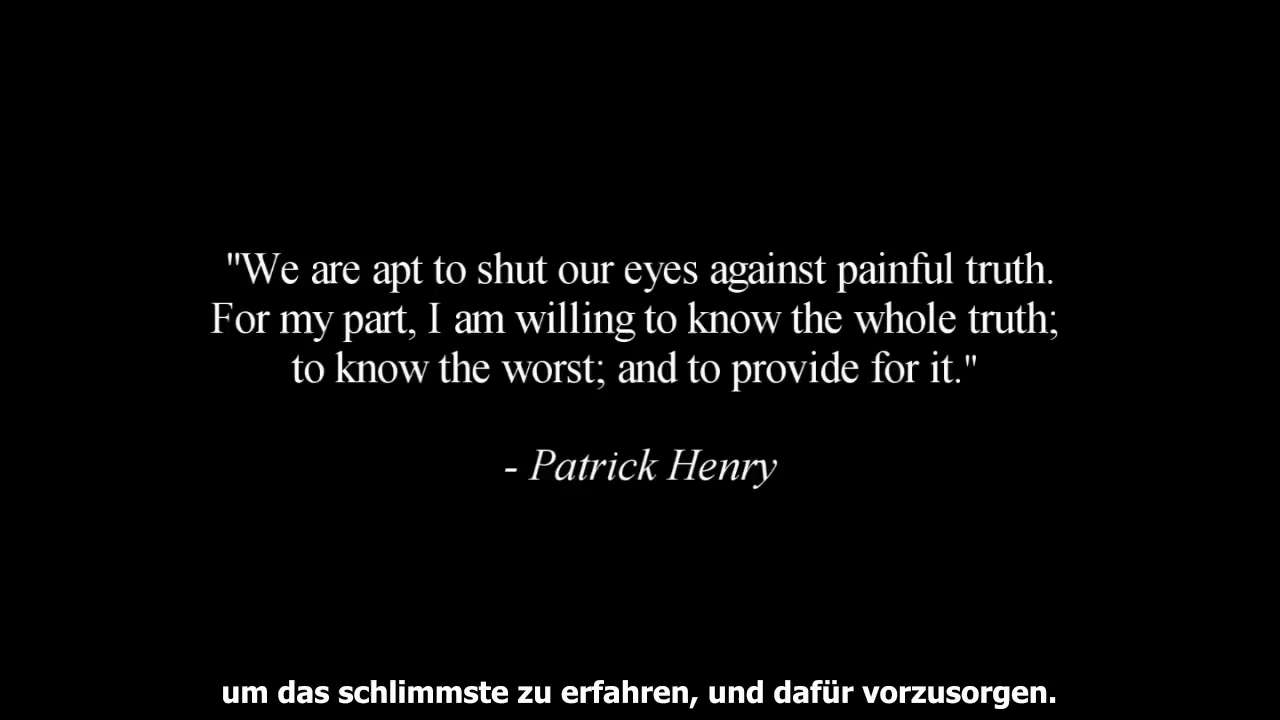 "We are apt to shut our eyes against painful truth.
For my part, I am willing to know the whole truth;
to know the worst; and to provide for it."
- Patrick Henry
um das schlimmste zu erfahren, und dafür vorzusorgen.